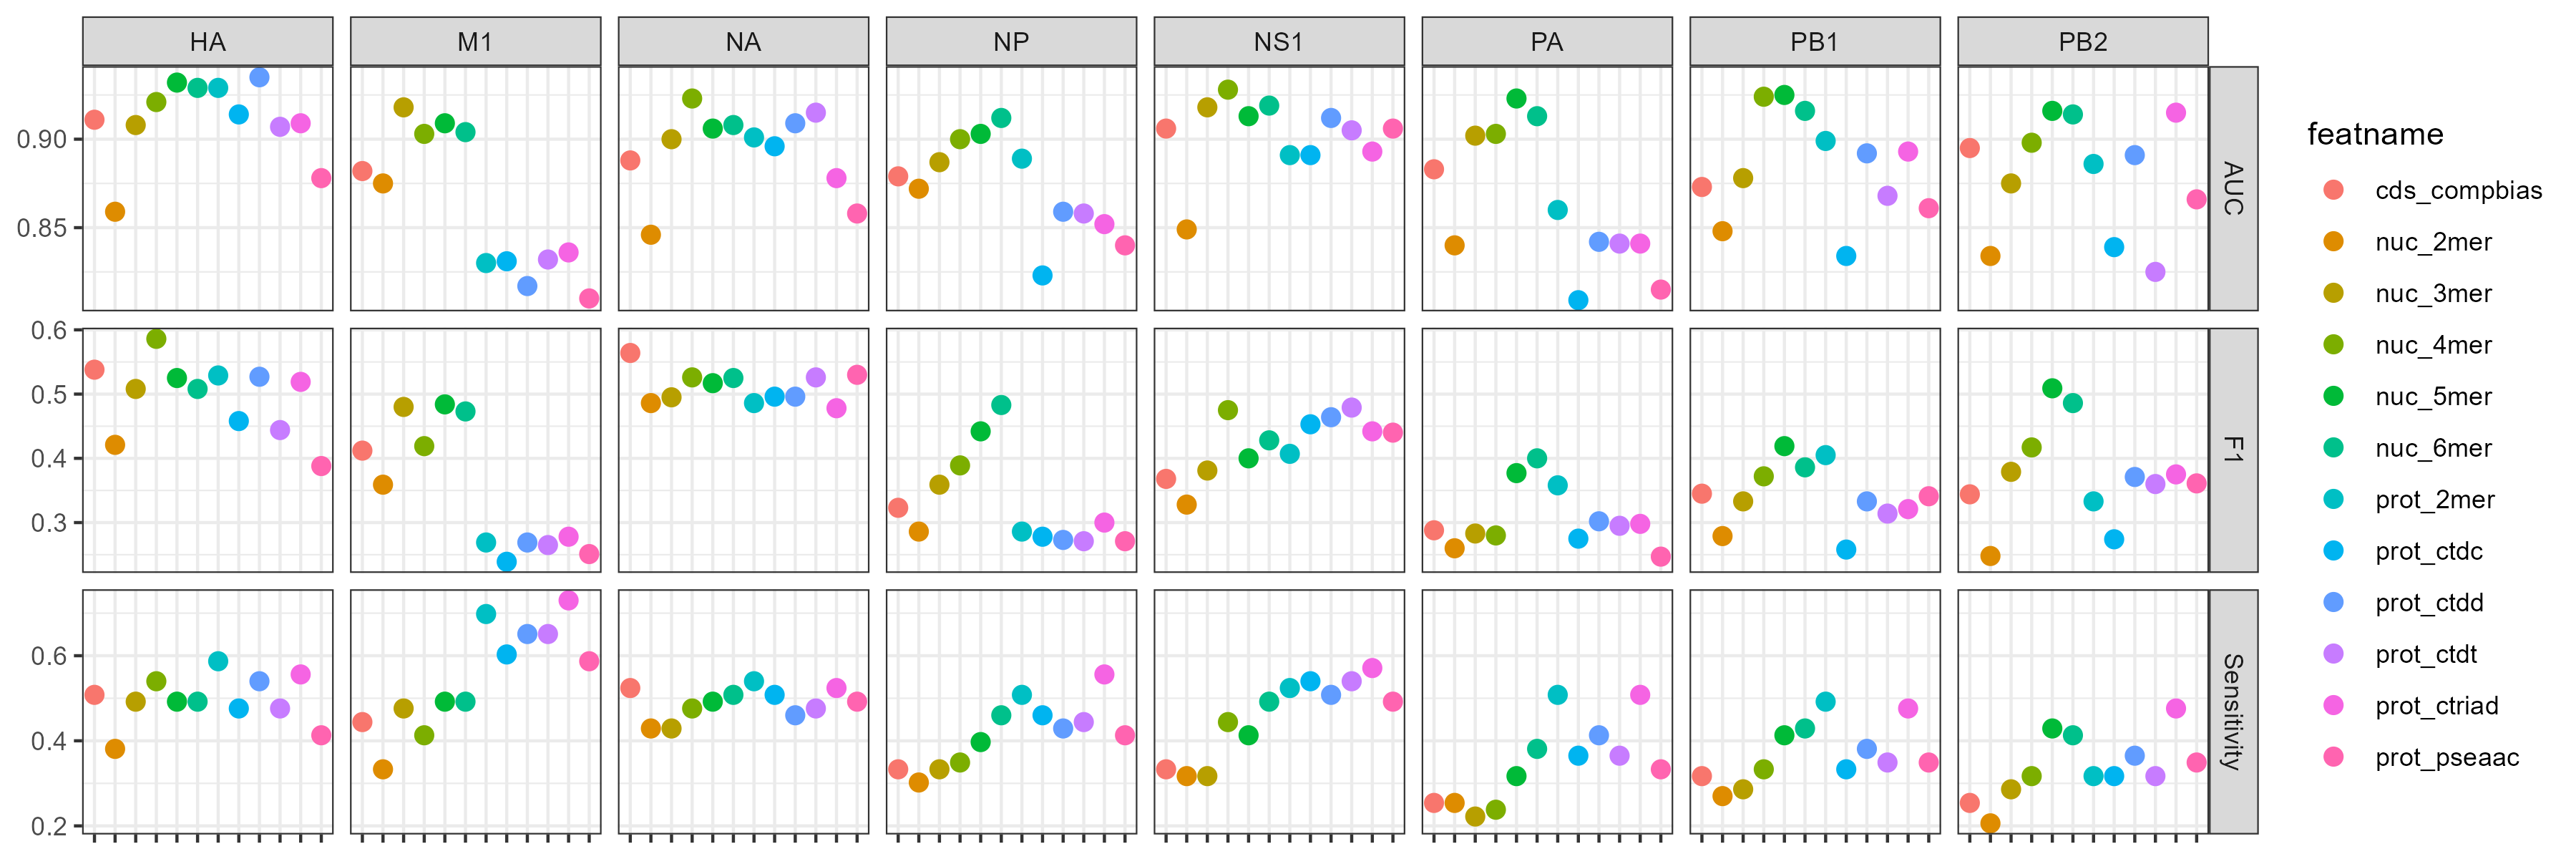 HA M1 NA NP NS1 PA PB1 PB2
0.90
0.85
AUC
0.6
0.5
0.4
0.3
F1
0.6
0.4
0.2
Sensitivity
featname
cds_compbias
nuc_2mer
nuc_3mer
nuc_4mer
nuc_5mer
nuc_6mer
prot_2mer
prot_ctdc
prot_ctdd
prot_ctdt
prot_ctriad
prot_pseaac